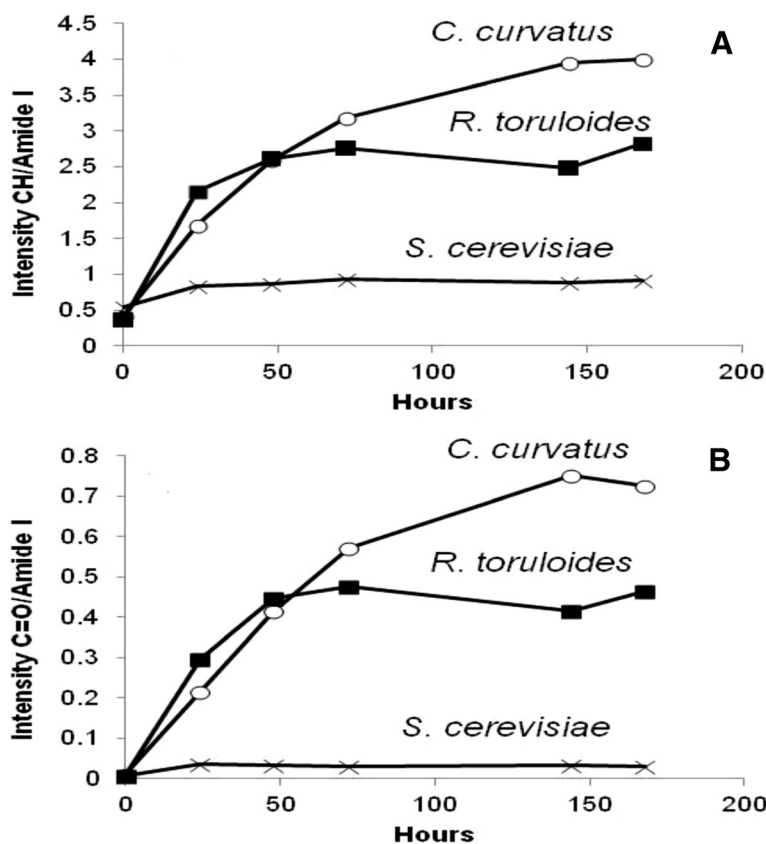 A
4.5
4
3.5
3
2.5
2
1.5
1
0.5
0
Intensity CH/Amide I
C. curvatus
R. toruloides
S. cerevisiae
0 50 100 150 200
Hours
B
0.8
0.7
0.6
0.5
0.4
0.3
0.2
0.1
0
Intensity C=O/Amide I
C. curvatus
R. toruloides
S. cerevisiae
0 50 100 150 200
Hours